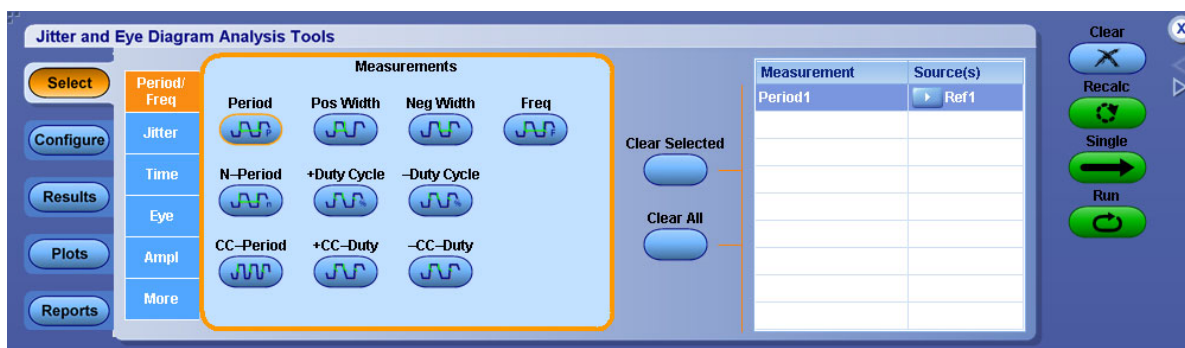 Jitter and Eye Diagram Analysis Tools
Select
Configure
Results
Plots
Reports
Period/
Freq
Jitter
Time
Eye
Ampl
More
Measurements
Period
Pos Width
Neg Width
Freq
N–Period
+Duty Cycle
–Duty Cycle
CC–Period
+CC–Duty
–CC–Duty
Clear Selected
Clear All
Measurement
Source(s)
Period1
Ref1
Clear
X
Recalc
Single
Run